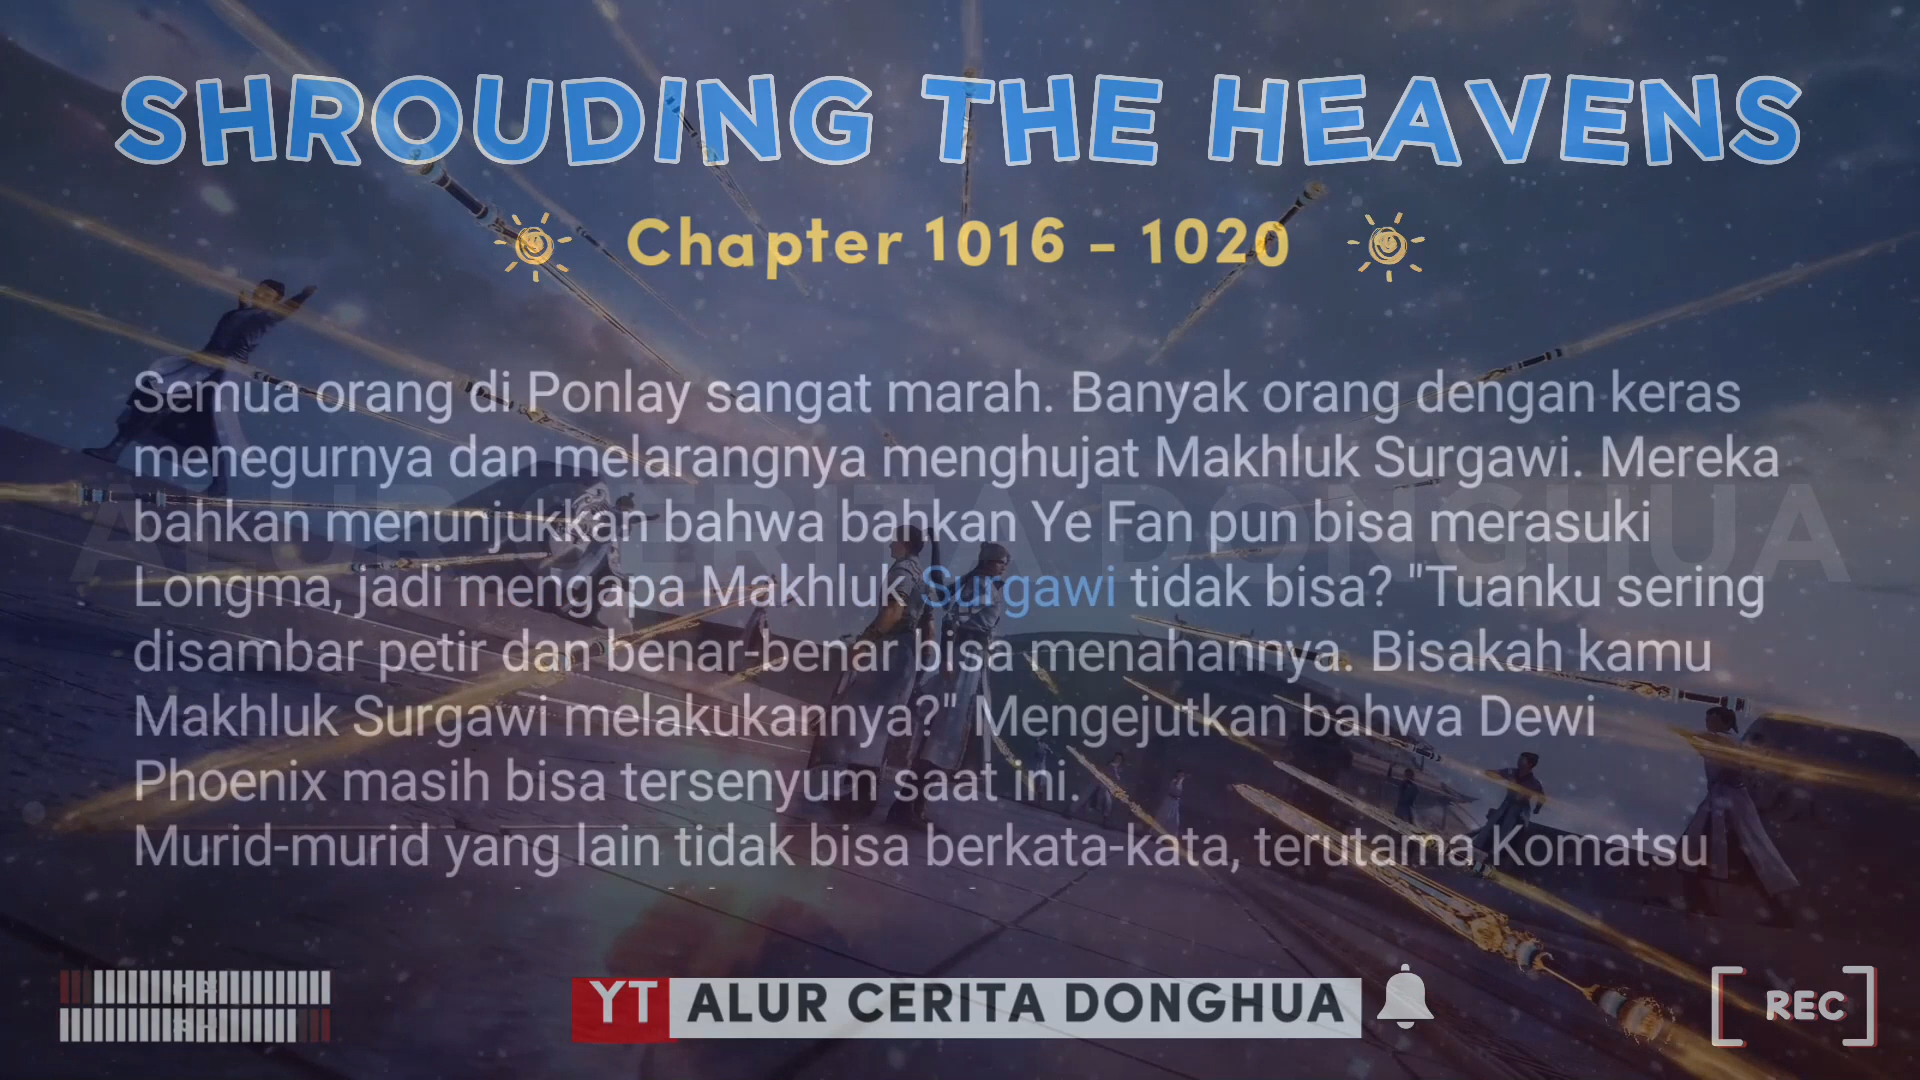 SHROUDING THE HEAVENS
Chapter 1016 - 1020
Semua orang di Ponlay sangat marah. Banyak orang dengan keras
menegurnya dan melarangnya menghujat Makhluk Surgawi. Mereka
bahkan menunjukkan bahwa bahkan Ye Fan pun bisa merasuki
Longma, jadi mengapa Makhluk Surgawi tidak bisa? "Tuanku sering
disambar petir dan benar-benar bisa menahannya. Bisakah kamu
Makhluk Surgawi melakukannya?" Mengejutkan bahwa Dewi
Phoenix masih bisa tersenyum saat ini.
Murid-murid yang lain tidak bisa berkata-kata, terutama Komatsu
ALUR CERITA DONGHUA
YT ALUR CERITA DONGHUA
REC